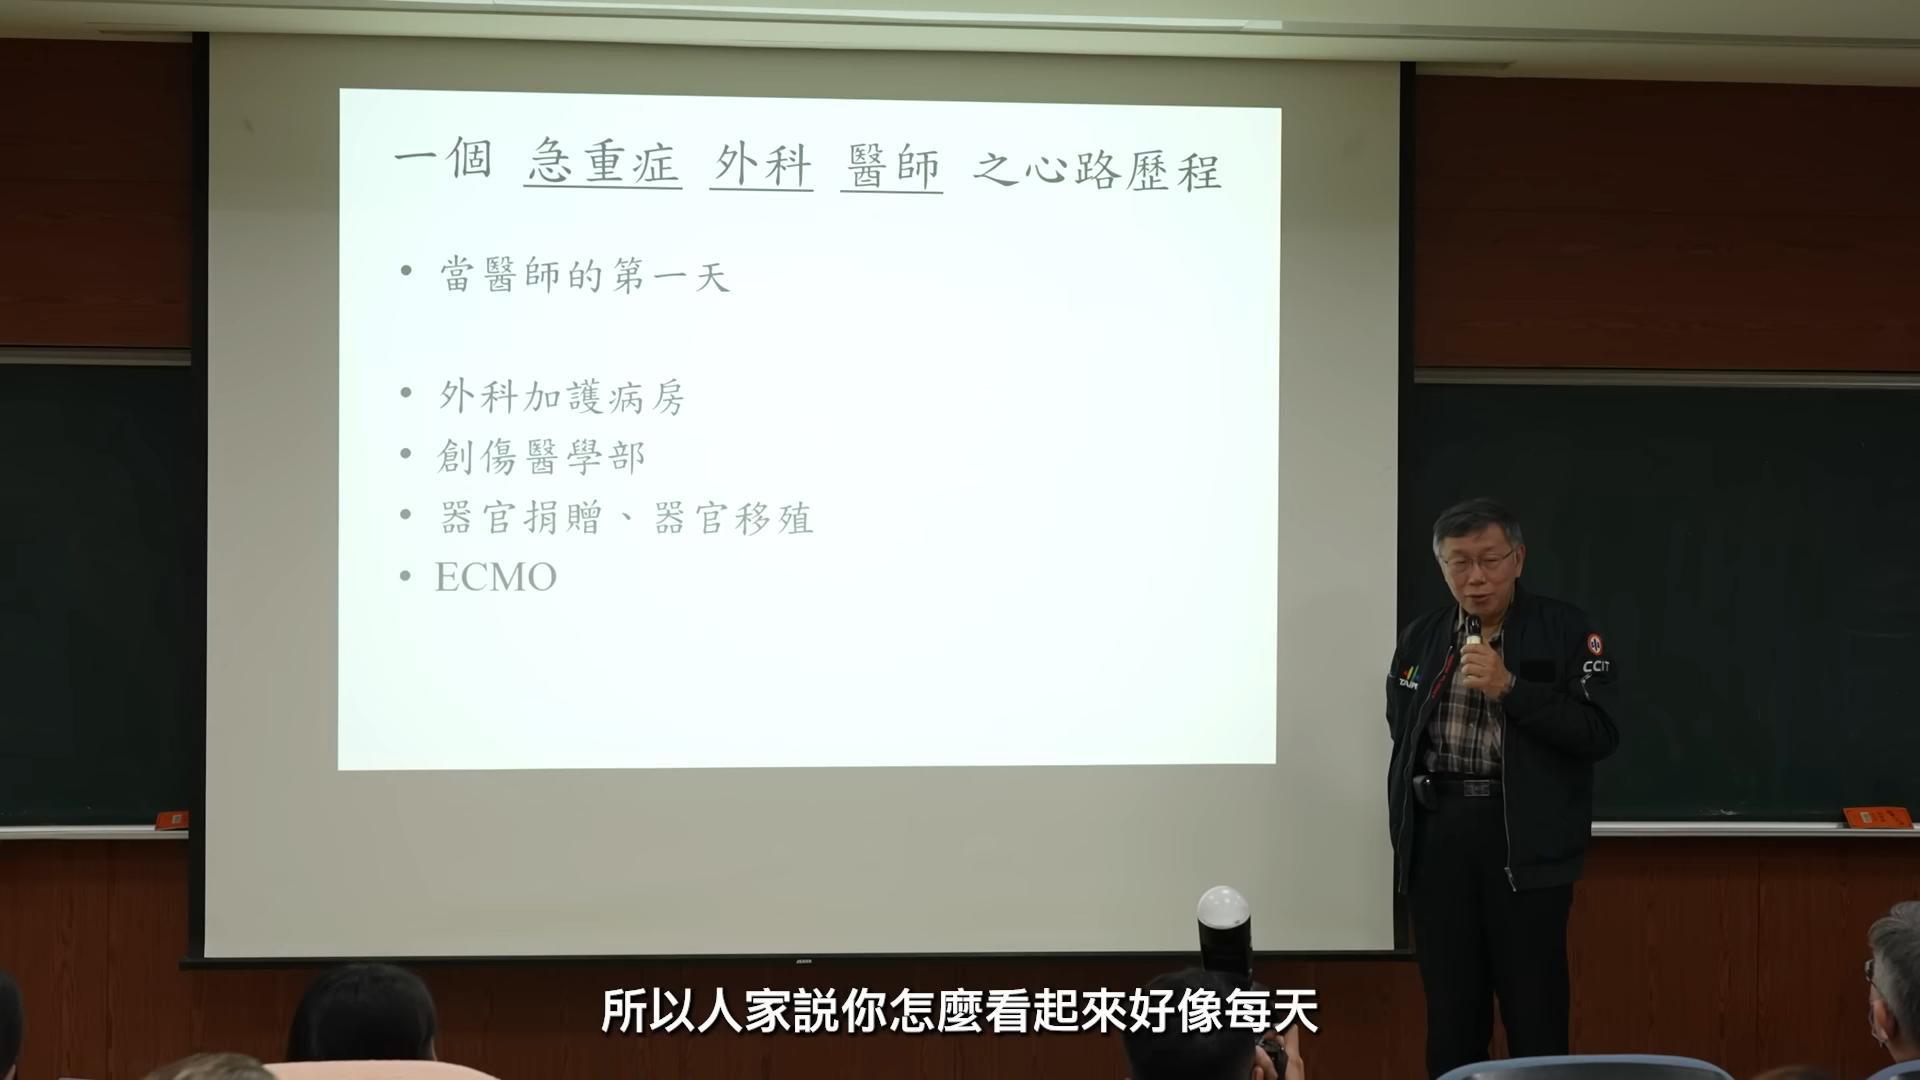 一個 急重症 外科 醫師 之心路歷程
• 當醫師的第一天
• 外科加護病房
• 創傷醫學部
• 器官捐贈、器官移殖
• ECMO
CCIT
所以人家說你怎麼看起來好像每天